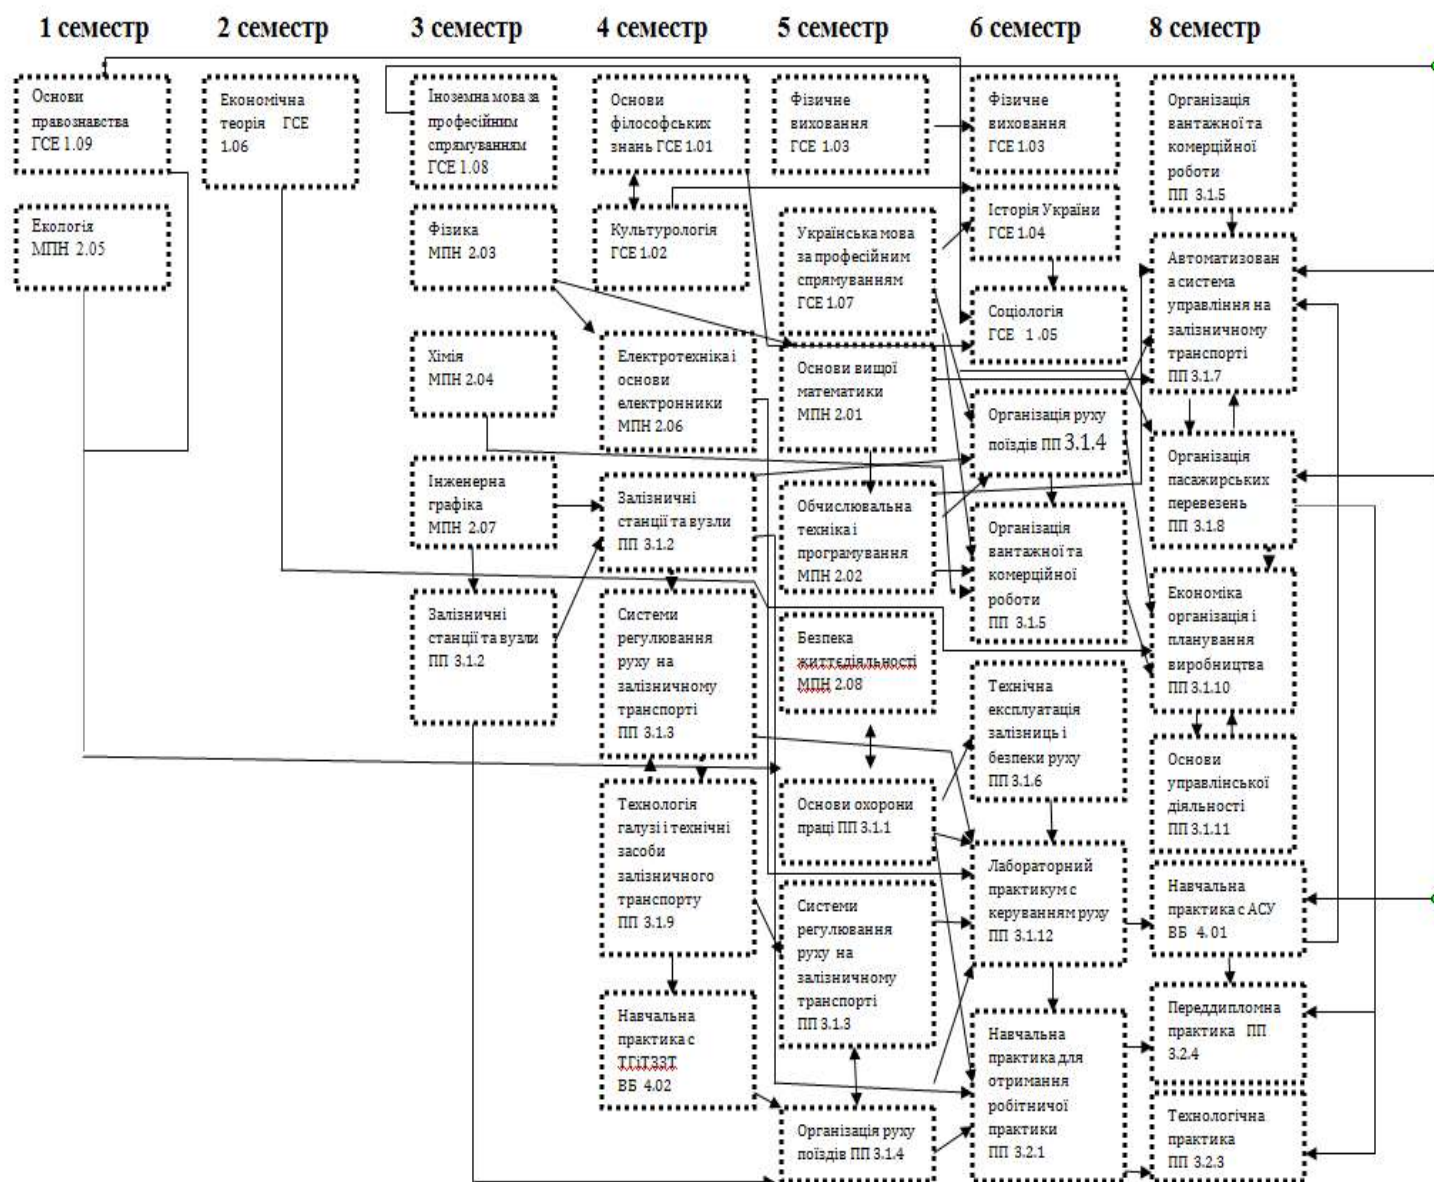 1 семестр
2 семестр
3 семестр
4 семестр
5 семестр
6 семестр
8 семестр
Основи
правознавства
ГСЕ 1.09
Екологія
МПН 2.05
Економічна
теорія ГСЕ
1.06
Іноземна мова за
професійним
спрямуванням
ГСЕ 1.08
Фізика
МПН 2.03
Хімія
МПН 2.04
Інженерна
графіка
МПН 2.07
Залізничні
станції та вузли
ПП 3.1.2
Основи
філософських
знань ГСЕ 1.01
Культурологія
ГСЕ 1.02
Електротехніка і
основи
електронники
МПН 2.06
Залізничні
станції та вузли
ПП 3.1.2
Системи
регулювання
руху на
залізничному
транспорті
ПП 3.1.3
Технологія
галузі і технічні
засоби
залізничного
транспорту
ПП 3.1.9
Навчальна
практика с
ТГіТЗЗТ
ВБ 4.02
Фізичне
виховання
ГСЕ 1.03
Українська мова
за професійним
спрямуванням
ГСЕ 1.07
Основи вищої
математики
МПН 2.01
Обчислювальна
техніка і
програмування
МПН 2.02
Безпека
життєдіяльності
МПН 2.08
Основи охорони
праці ПП 3.1.1
Системи
регулювання
руху на
залізничному
транспорті
ПП 3.1.3
Організація руху
поїздів ПП 3.1.4
Фізичне
виховання
ГСЕ 1.03
Історія України
ГСЕ 1.04
Соціологія
ГСЕ 1 .05
Організація руху
поїздів ПП 3.1.4
Організація
вантажної та
комерційної
роботи
ПП 3.1.5
Технічна
експлуатація
залізниць і
безпеки руху
ПП 3.1.6
Лабораторний
практикум с
керуванням руху
ПП 3.1.12
Навчальна
практика для
отримання
робітничої
практики
ПП 3.2.1
Організація
вантажної та
комерційної
роботи
ПП 3.1.5
Автоматизован
а система
управління на
залізничному
транспорті
ПП 3.1.7
Організація
пасажирських
перевезень
ПП 3.1.8
Економіка
організація і
планування
виробництва
ПП 3.1.10
Основи
управлінської
діяльності
ПП 3.1.11
Навчальна
практика с АСУ
ВБ 4. 01
Переддипломна
практика ПП
3.2.4
Технологічна
практика
ПП 3.2.3